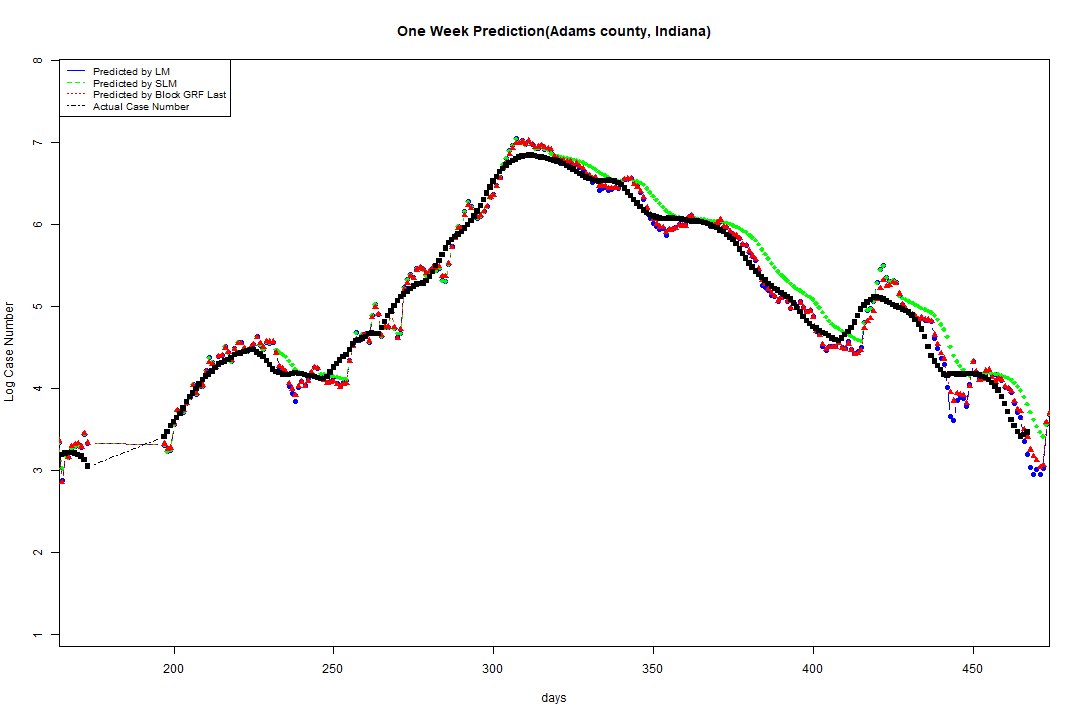 One Week Prediction(Adams county, Indiana)
Predicted by LM
Predicted by SLM
Predicted by Block GRF Last
Actual Case Number
8
7
6
5
4
3
2
1
Log Case Number
200 250 300 350 400 450
days